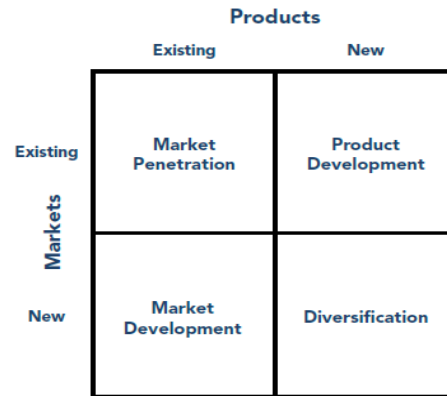 Products
Existing New
Existing
Market
Penetration
Product
Development
Markets
New
Market
Development
Diversification